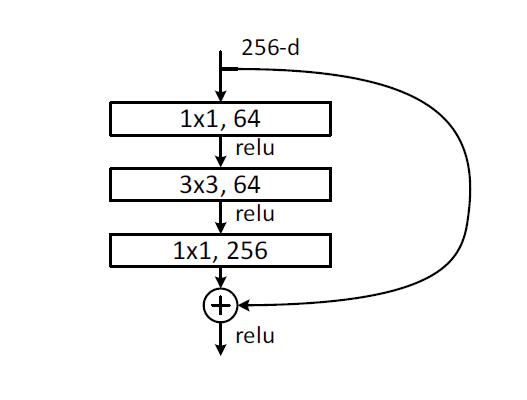 256-d
1x1, 64
relu
3x3, 64
relu
1x1, 256
+
relu